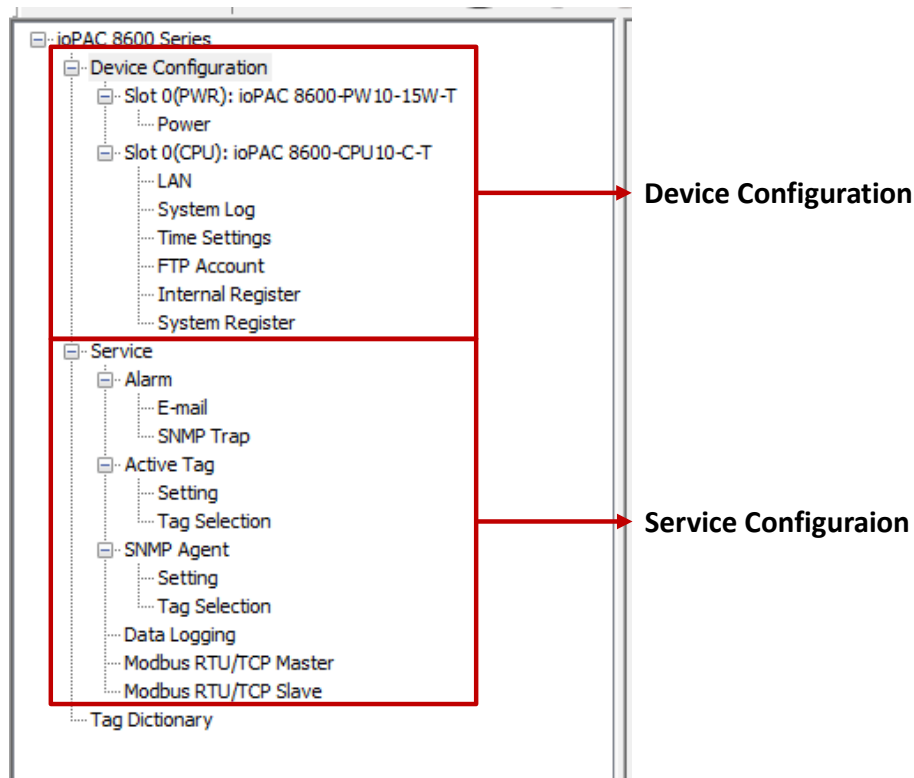 ioPAC 8600 Series
Device Configuration
Slot 0(PWR): ioPAC 8600-PW10-15W-T
Power
Slot 0(CPU): ioPAC 8600-CPU10-C-T
LAN
System Log
Time Settings
FTP Account
Internal Register
System Register
Device Configuration
Service
Alarm
E-mail
SNMP Trap
Active Tag
Setting
Tag Selection
SNMP Agent
Setting
Tag Selection
Data Logging
Modbus RTU/TCP Master
Modbus RTU/TCP Slave
Service Configuraion
Tag Dictionary